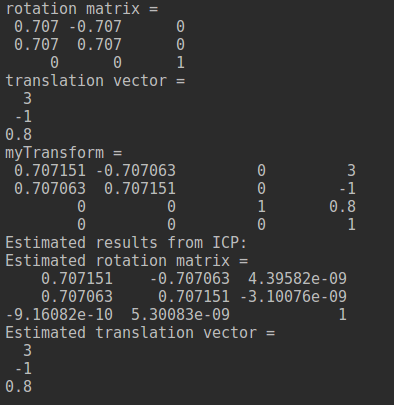 rotation matrix =
 0.707 -0.707      0
 0.707  0.707      0
     0      0      1
translation vector =
  3
 -1
0.8
myTransform =
 0.707151 -0.707063         0         3
 0.707063  0.707151         0        -1
        0         0         1       0.8
        0         0         0         1
Estimated results from ICP:
Estimated rotation matrix =
    0.707151    -0.707063  4.39582e-09
    0.707063     0.707151 -3.10076e-09
-9.16082e-10  5.30083e-09            1
Estimated translation vector =
  3
 -1
0.8